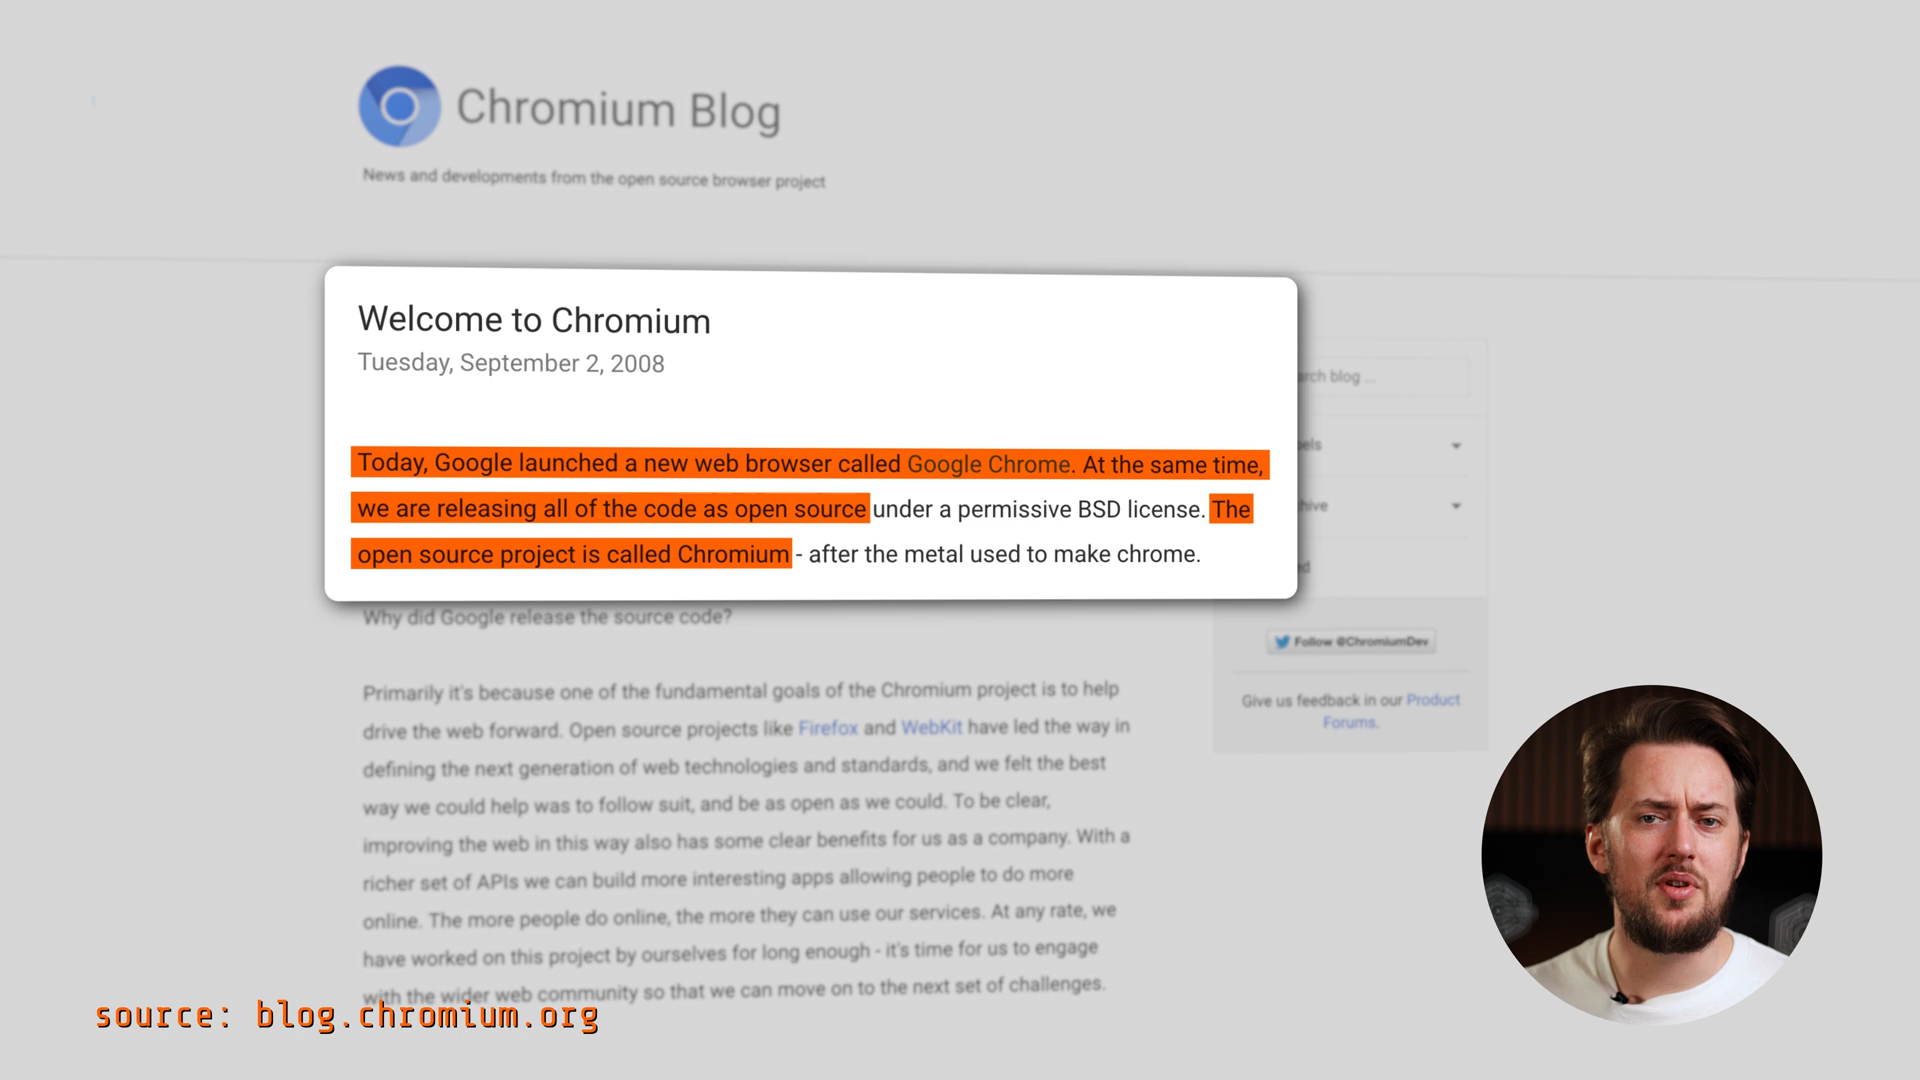 Chromium Blog
News and developments from the open source browser project
Welcome to Chromium
Tuesday, September 2, 2008
Today, Google launched a new web browser called Google Chrome. At the same time,
we are releasing all of the code as open source under a permissive BSD license. The
open source project is called Chromium - after the metal used to make chrome.
arch blog ...
els
hive
ed
Follow @ChromiumDev
Give us feedback in our Product
Forums.
Why did Google release the source code?
Primarily it's because one of the fundamental goals of the Chromium project is to help
drive the web forward. Open source projects like Firefox and WebKit have led the way in
defining the next generation of web technologies and standards, and we felt the best
way we could help was to follow suit, and be as open as we could. To be clear,
improving the web in this way also has some clear benefits for us as a company. With a
richer set of APIs we can build more interesting apps allowing people to do more
online. The more people do online, the more they can use our services. At any rate, we
have worked on this project by ourselves for long enough - it's time for us to engage
with the wider web community so that we can move on to the next set of challenges.
source: blog.chromium.org